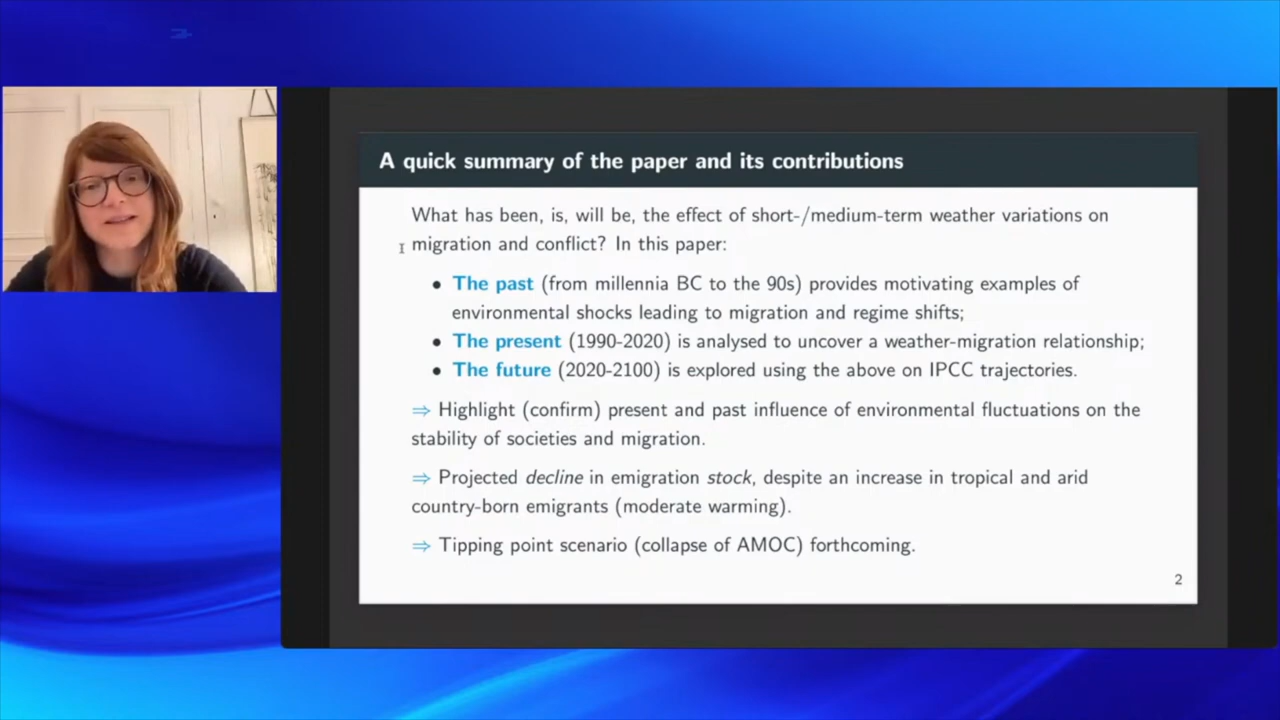 A quick summary of the paper and its contributions
What has been, is, will be, the effect of short-/medium-term weather variations on
migration and conflict? In this paper:
• The past (from millennia BC to the 90s) provides motivating examples of
environmental shocks leading to migration and regime shifts;
• The present (1990-2020) is analysed to uncover a weather-migration relationship;
• The future (2020-2100) is explored using the above on IPCC trajectories.
⇒ Highlight (confirm) present and past influence of environmental fluctuations on the
stability of societies and migration.
⇒ Projected decline in emigration stock, despite an increase in tropical and arid
country-born emigrants (moderate warming).
⇒ Tipping point scenario (collapse of AMOC) forthcoming.
2